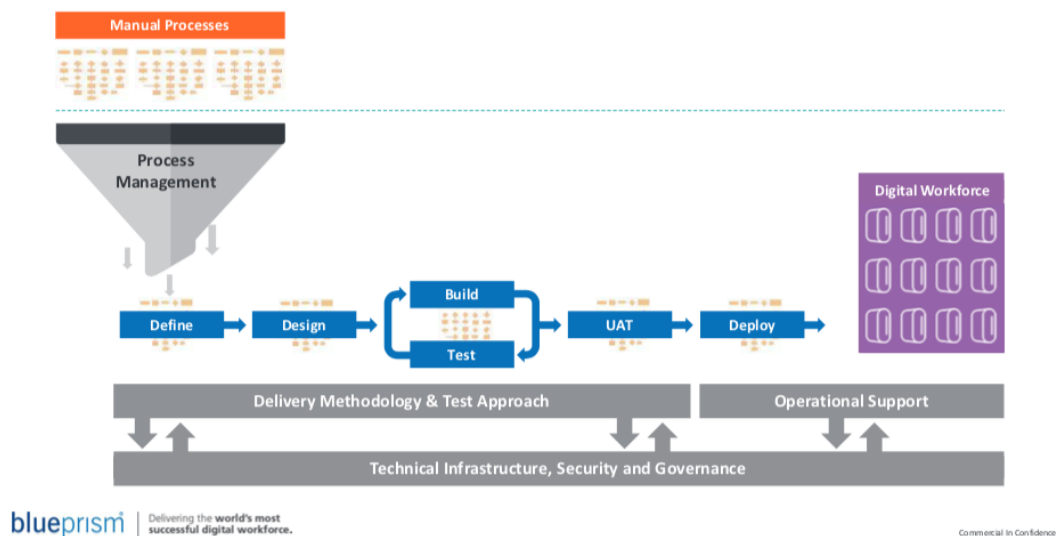 Manual Processes
Process
Management
Digital Workforce
Build
Define
Design
UAT
Deploy
Test
Delivery Methodology & Test Approach
Operational Support
Technical Infrastructure, Security and Governance
blueprism
Delivering the world's most
successful digital workforce.
Commercial In Confidence